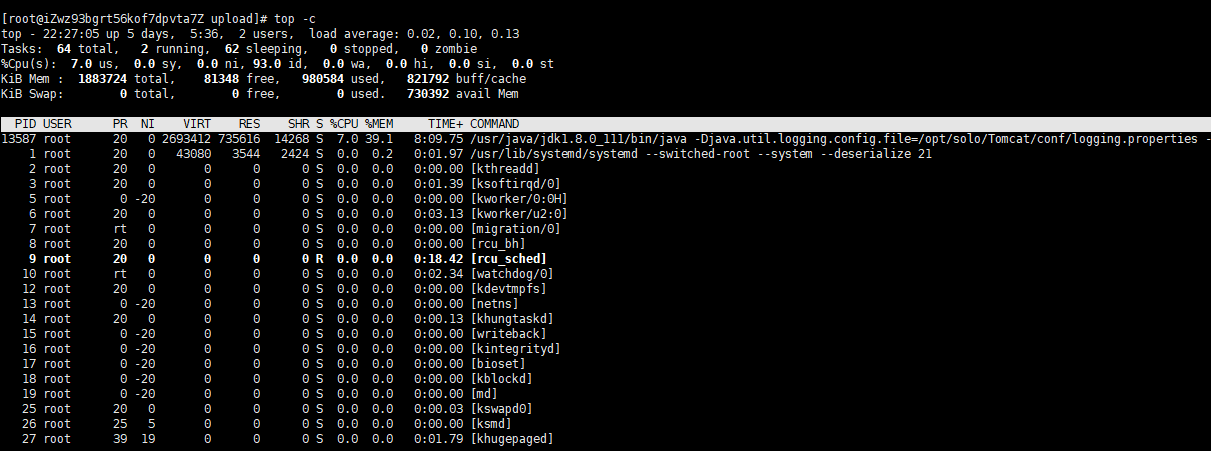 [root@iZwz93bgrt56kof7dpvta7Z upload]# top -c
top - 22:27:05 up 5 days,  5:36,  2 users,  load average: 0.02, 0.10, 0.13
Tasks:  64 total,   2 running,  62 sleeping,   0 stopped,   0 zombie
%Cpu(s):  7.0 us,  0.0 sy,  0.0 ni, 93.0 id,  0.0 wa,  0.0 hi,  0.0 si,  0.0 st
KiB Mem :  1883724 total,    81348 free,   980584 used,   821792 buff/cache
KiB Swap:        0 total,        0 free,        0 used.   730392 avail Mem
  PID USER      PR  NI    VIRT    RES    SHR S %CPU %MEM     TIME+ COMMAND
13587 root      20   0 2693412 735616  14268 S  7.0 39.1   8:09.75 /usr/java/jdk1.8.0_111/bin/java -Djava.util.logging.config.file=/opt/solo/Tomcat/conf/logging.properties -
    1 root      20   0   43080   3544   2424 S  0.0  0.2   0:01.97 /usr/lib/systemd/systemd --switched-root --system --deserialize 21
    2 root      20   0       0      0      0 S  0.0  0.0   0:00.00 [kthreadd]
    3 root      20   0       0      0      0 S  0.0  0.0   0:01.39 [ksoftirqd/0]
    5 root       0 -20       0      0      0 S  0.0  0.0   0:00.00 [kworker/0:0H]
    6 root      20   0       0      0      0 S  0.0  0.0   0:03.13 [kworker/u2:0]
    7 root      rt   0       0      0      0 S  0.0  0.0   0:00.00 [migration/0]
    8 root      20   0       0      0      0 S  0.0  0.0   0:00.00 [rcu_bh]
    9 root      20   0       0      0      0 R  0.0  0.0   0:18.42 [rcu_sched]
   10 root      rt   0       0      0      0 S  0.0  0.0   0:02.34 [watchdog/0]
   12 root      20   0       0      0      0 S  0.0  0.0   0:00.00 [kdevtmpfs]
   13 root       0 -20       0      0      0 S  0.0  0.0   0:00.00 [netns]
   14 root      20   0       0      0      0 S  0.0  0.0   0:00.13 [khungtaskd]
   15 root       0 -20       0      0      0 S  0.0  0.0   0:00.00 [writeback]
   16 root       0 -20       0      0      0 S  0.0  0.0   0:00.00 [kintegrityd]
   17 root       0 -20       0      0      0 S  0.0  0.0   0:00.00 [bioset]
   18 root       0 -20       0      0      0 S  0.0  0.0   0:00.00 [kblockd]
   19 root       0 -20       0      0      0 S  0.0  0.0   0:00.00 [md]
   25 root      20   0       0      0      0 S  0.0  0.0   0:00.03 [kswapd0]
   26 root      25   5       0      0      0 S  0.0  0.0   0:00.00 [ksmd]
   27 root      39  19       0      0      0 S  0.0  0.0   0:01.79 [khugepaged]